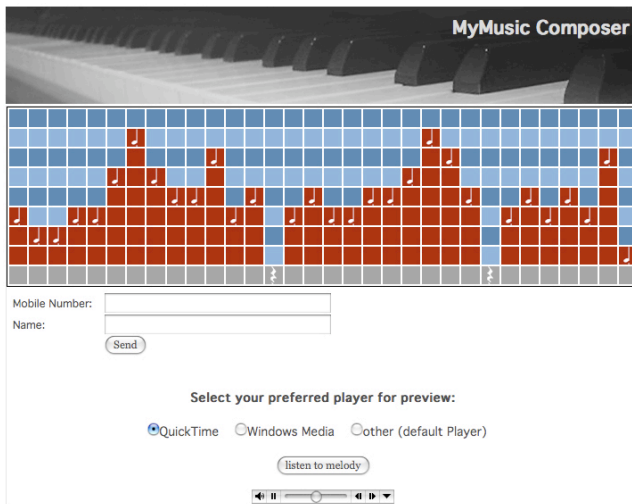 MyMusic Composer
Mobile Number:
Name:
Send
Select your preferred player for preview:
QuickTime Windows Media other (default Player)
listen to melody